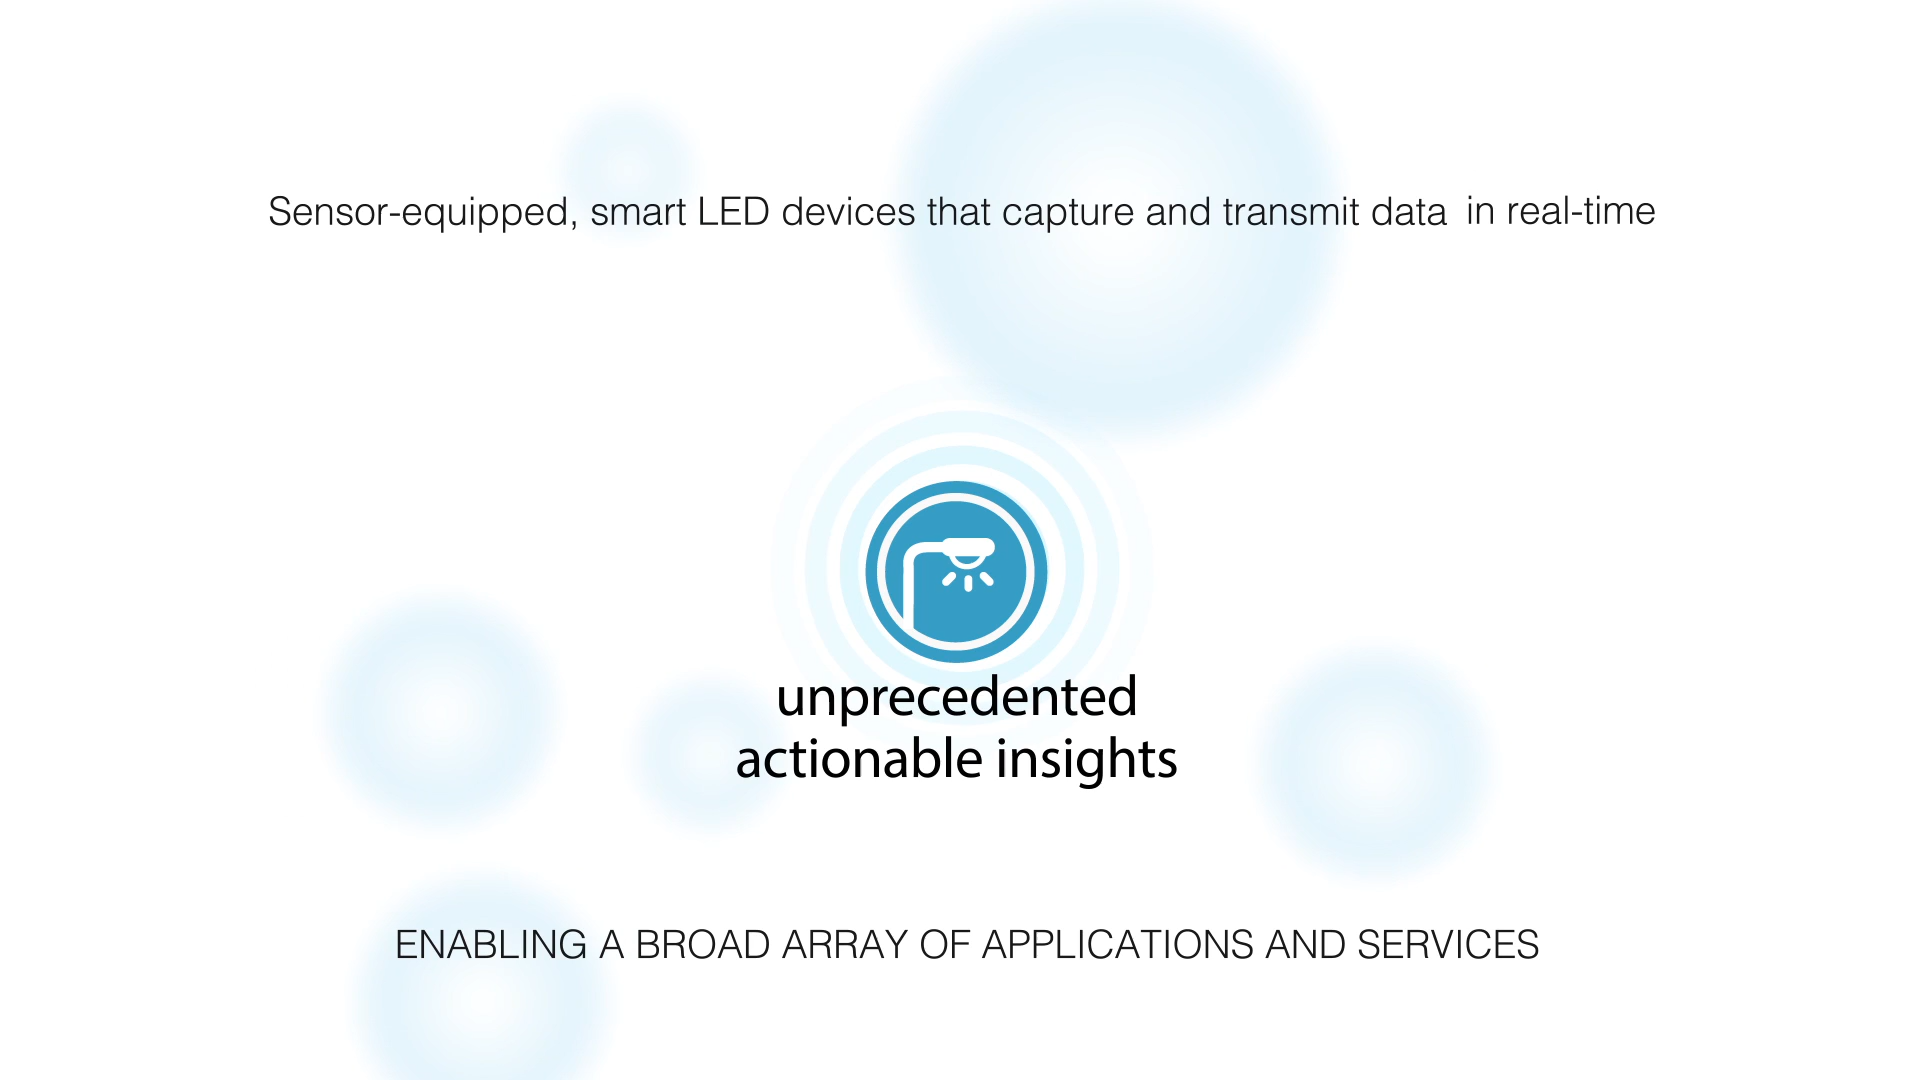 Sensor-equipped, smart LED devices that capture and transmit data in real-time
unprecedented
actionable insights
ENABLING A BROAD ARRAY OF APPLICATIONS AND SERVICES